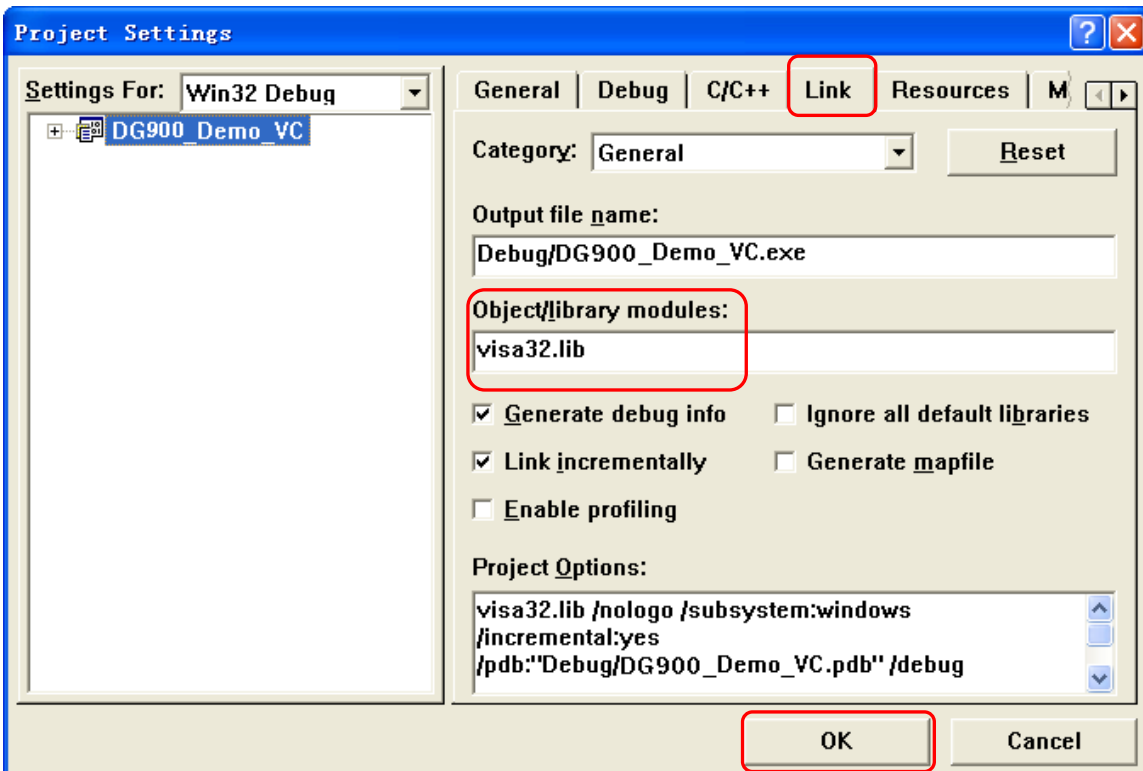 Project Settings
Settings For: Win32 Debug
DG900_Demo_VC
General Debug C/C++ Link Resources M
Category: General Reset
Output file name:
Debug/DG900_Demo_VC.exe
Object/library modules:
visa32.lib
Generate debug info Ignore all default libraries
Link incrementally Generate mapfile
Enable profiling
Project Options:
visa32.lib /nologo /subsystem:windows
/incremental:yes
/pdb:"Debug/DG900_Demo_VC.pdb" /debug
OK Cancel